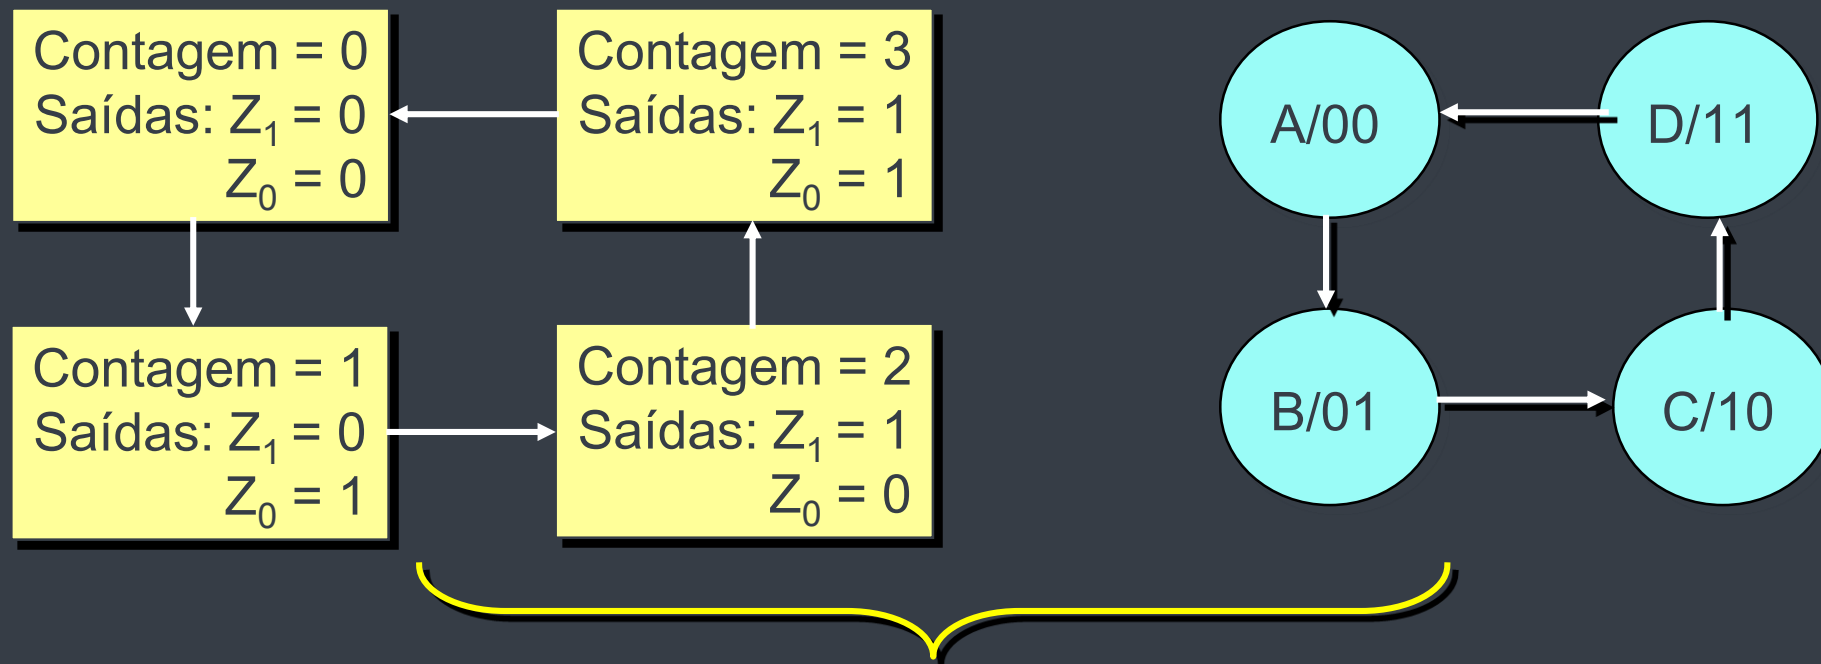 Contagem = 0
Saídas: Z₁ = 0
Z₀ = 0
Contagem = 3
Saídas: Z₁ = 1
Z₀ = 1
Contagem = 1
Saídas: Z₁ = 0
Z₀ = 1
Contagem = 2
Saídas: Z₁ = 1
Z₀ = 0
A/00
D/11
B/01
C/10